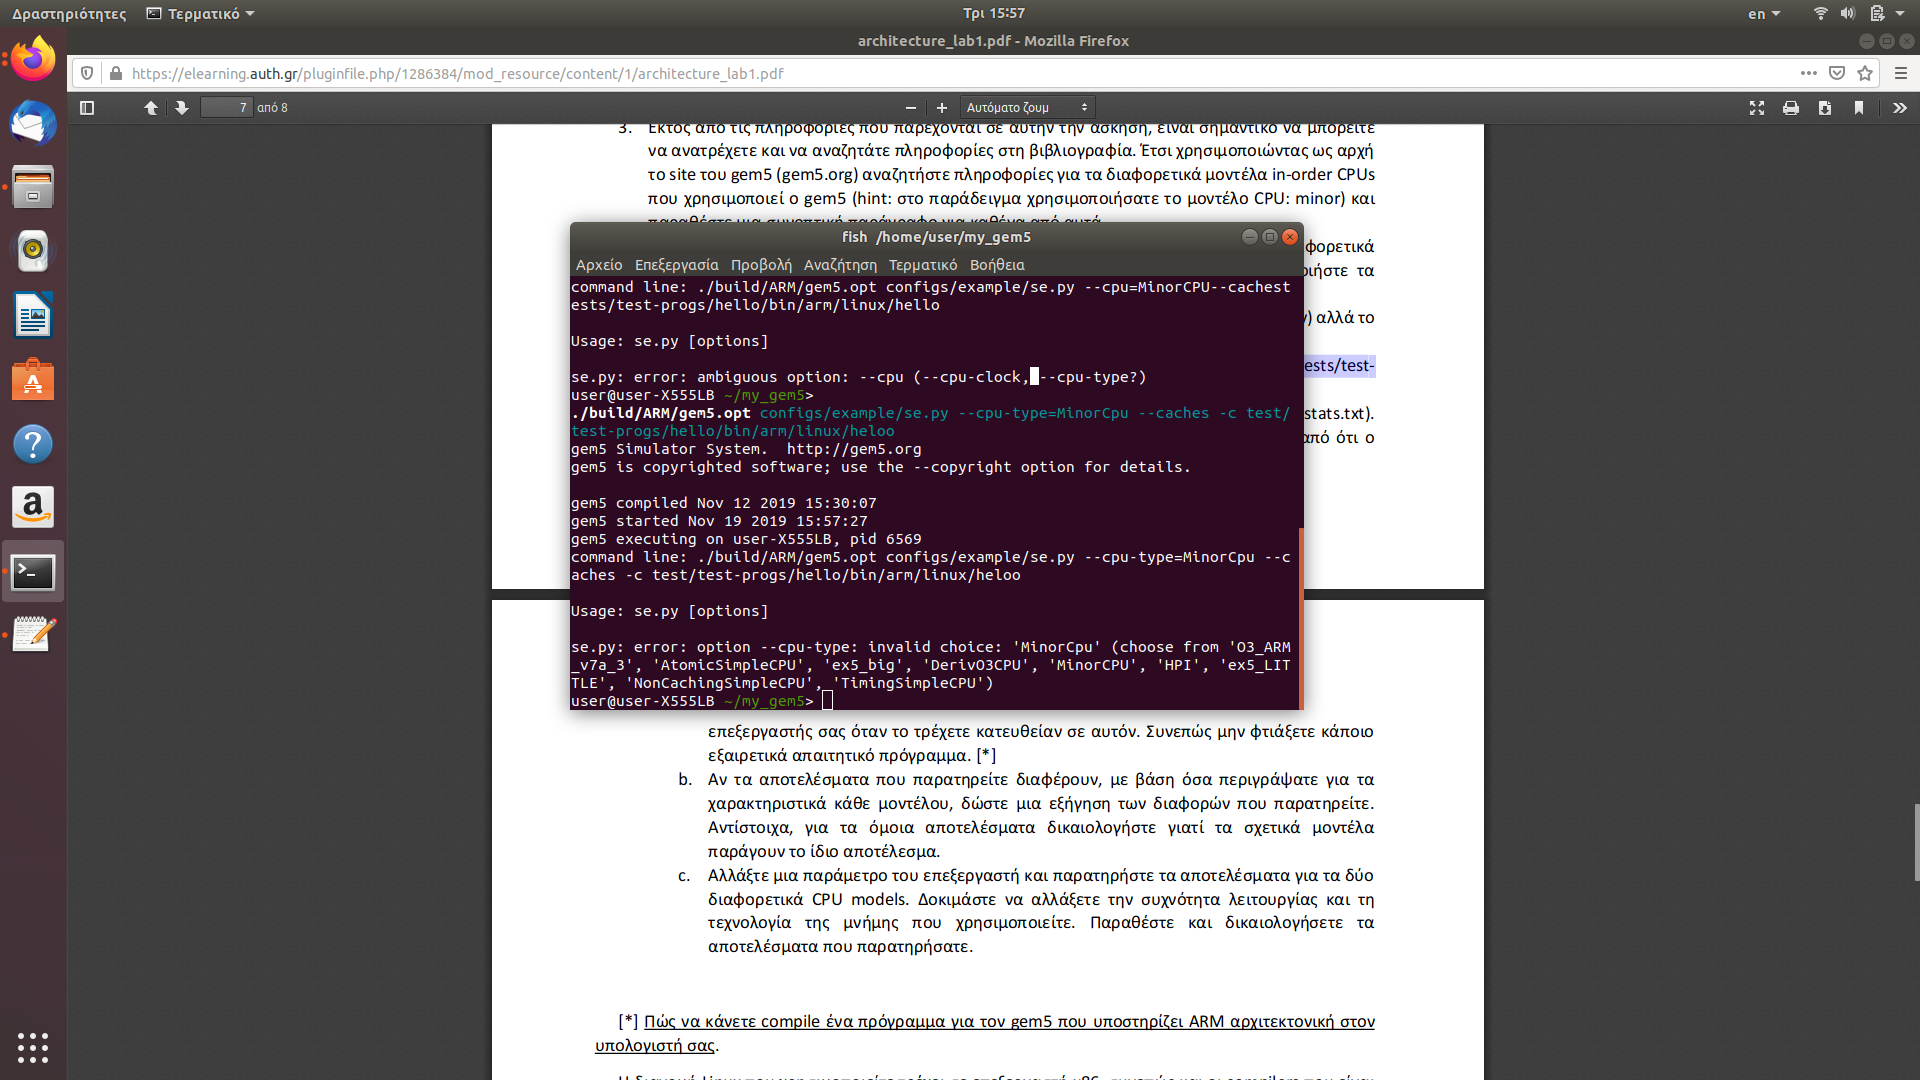 Δραστηριότητες
Τερματικό
Τρι 15:57
en
architecture_lab1.pdf - Mozilla Firefox
https://elearning.auth.gr/pluginfile.php/1286384/mod_resource/content/1/architecture_lab1.pdf
7 από 8
Αυτόματο ζουμ
3. Εκτός από τις πληροφορίες που παρέχονται σε αυτήν την άσκηση, είναι σημαντικό να μπορείτε
να ανατρέχετε και να αναζητάτε πληροφορίες στη βιβλιογραφία. Έτσι χρησιμοποιώντας ως αρχή
το site του gem5 (gem5.org) αναζητήστε πληροφορίες για τα διαφορετικά μοντέλα in-order CPUs
που χρησιμοποιεί ο gem5 (hint: στο παράδειγμα χρησιμοποιήσατε το μοντέλο CPU: minor) και
παραθέστε μια συνοπτική παράγραφο για καθένα από αυτά.
φορετικά
οιήστε τα
) αλλά το
ests/test-
stats.txt).
από ότι ο
fish /home/user/my_gem5
Αρχείο Επεξεργασία Προβολή Αναζήτηση Τερματικό Βοήθεια
command line: ./build/ARM/gem5.opt configs/example/se.py --cpu=MinorCPU--cachest
ests/test-progs/hello/bin/arm/linux/hello
Usage: se.py [options]
se.py: error: ambiguous option: --cpu (--cpu-clock, --cpu-type?)
user@user-X555LB ~/my_gem5>
./build/ARM/gem5.opt configs/example/se.py --cpu-type=MinorCpu --caches -c test/
test-progs/hello/bin/arm/linux/heloo
gem5 Simulator System.  http://gem5.org
gem5 is copyrighted software; use the --copyright option for details.
gem5 compiled Nov 12 2019 15:30:07
gem5 started Nov 19 2019 15:57:27
gem5 executing on user-X555LB, pid 6569
command line: ./build/ARM/gem5.opt configs/example/se.py --cpu-type=MinorCpu --c
aches -c test/test-progs/hello/bin/arm/linux/heloo
Usage: se.py [options]
se.py: error: option --cpu-type: invalid choice: 'MinorCpu' (choose from 'O3_ARM
_v7a_3', 'AtomicSimpleCPU', 'ex5_big', 'DerivO3CPU', 'MinorCPU', 'HPI', 'ex5_LIT
TLE', 'NonCachingSimpleCPU', 'TimingSimpleCPU')
user@user-X555LB ~/my_gem5>
επεξεργαστής σας όταν το τρέχετε κατευθείαν σε αυτόν. Συνεπώς μην φτιάξετε κάποιο
εξαιρετικά απαιτητικό πρόγραμμα. [*]
b. Αν τα αποτελέσματα που παρατηρείτε διαφέρουν, με βάση όσα περιγράψατε για τα
χαρακτηριστικά κάθε μοντέλου, δώστε μια εξήγηση των διαφορών που παρατηρείτε.
Αντίστοιχα, για τα όμοια αποτελέσματα δικαιολογήστε γιατί τα σχετικά μοντέλα
παράγουν το ίδιο αποτέλεσμα.
c. Αλλάξτε μια παράμετρο του επεξεργαστή και παρατηρήστε τα αποτελέσματα για τα δύο
διαφορετικά CPU models. Δοκιμάστε να αλλάξετε την συχνότητα λειτουργίας και τη
τεχνολογία της μνήμης που χρησιμοποιείτε. Παραθέστε και δικαιολογήσετε τα
αποτελέσματα που παρατηρήσατε.
[*] Πώς να κάνετε compile ένα πρόγραμμα για τον gem5 που υποστηρίζει ARM αρχιτεκτονική στον
υπολογιστή σας.